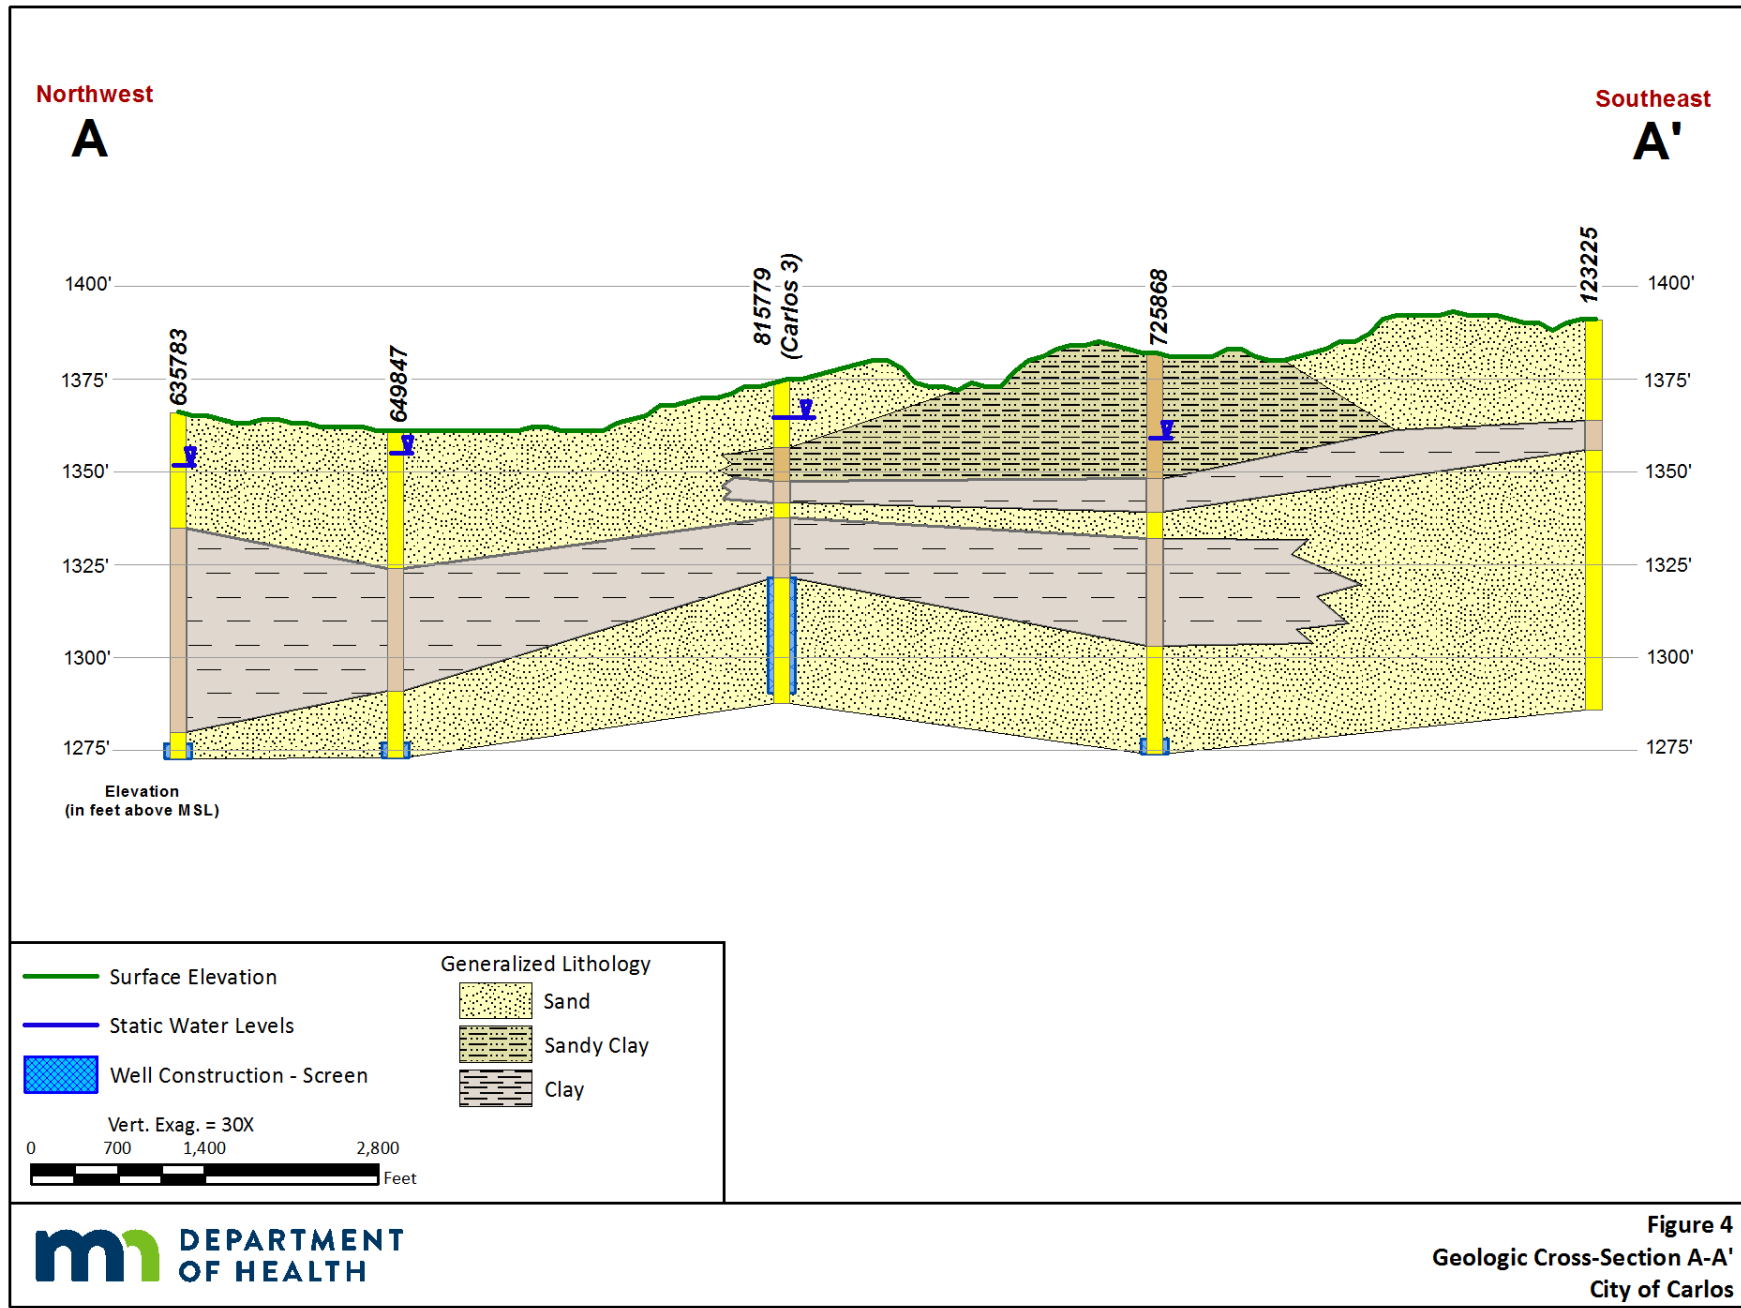 Northwest
A
Southeast
A'
635783
649847
815779
(Carlos 3)
725868
123225
1400'
1400'
1375'
1375'
1350'
1350'
1325'
1325'
1300'
1300'
1275'
1275'
Elevation
(in feet above MSL)
Surface Elevation
Static Water Levels
Well Construction - Screen
Vert. Exag. = 30X
0 700 1,400 2,800
Feet
Generalized Lithology
Sand
Sandy Clay
Clay
mn DEPARTMENT
OF HEALTH
Figure 4
Geologic Cross-Section A-A'
City of Carlos